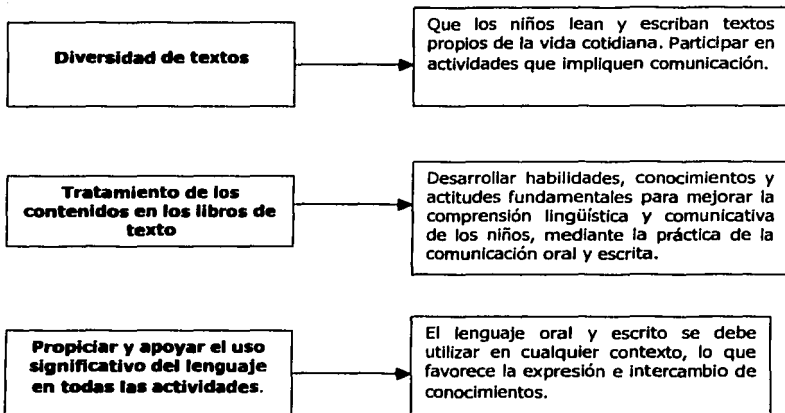 Diversidad de textos
Que los niños lean y escriban textos
propios de la vida cotidiana. Participar en
actividades que impliquen comunicación.
Tratamiento de los
contenidos en los libros de
texto
Desarrollar habilidades, conocimientos y
actitudes fundamentales para mejorar la
comprensión lingüística y comunicativa
de los niños, mediante la práctica de la
comunicación oral y escrita.
Propiciar y apoyar el uso
significativo del lenguaje
en todas las actividades.
El lenguaje oral y escrito se debe
utilizar en cualquier contexto, lo que
favorece la expresión e intercambio de
conocimientos.